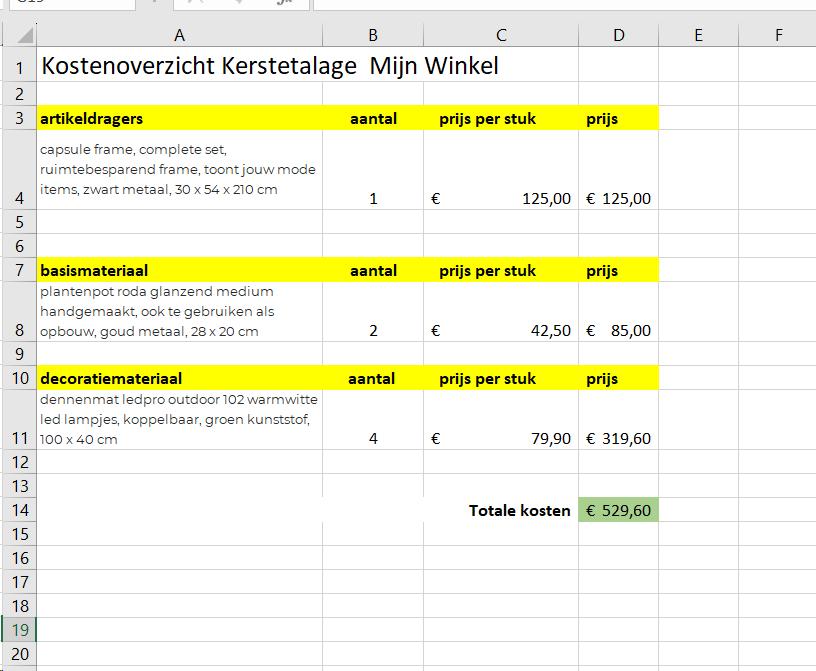 A B C D E F
1 Kostenoverzicht Kerstetalage Mijn Winkel
2
3 artikeldragers aantal prijs per stuk prijs
capsule frame, complete set,
ruimtebesparend frame, toont jouw mode
items, zwart metaal, 30 x 54 x 210 cm
4 1 € 125,00 € 125,00
5
6
7 basismateriaal aantal prijs per stuk prijs
plantenpot roda glanzend medium
handgemaakt, ook te gebruiken als
8 opbouw, goud metaal, 28 x 20 cm 2 € 42,50 € 85,00
9
10 decoratiemateriaal aantal prijs per stuk prijs
dennenmat ledpro outdoor 102 warmwitte
led lampjes, koppelbaar, groen kunststof,
11 100 x 40 cm 4 € 79,90 € 319,60
12
13
14 Totale kosten € 529,60
15
16
17
18
19
20